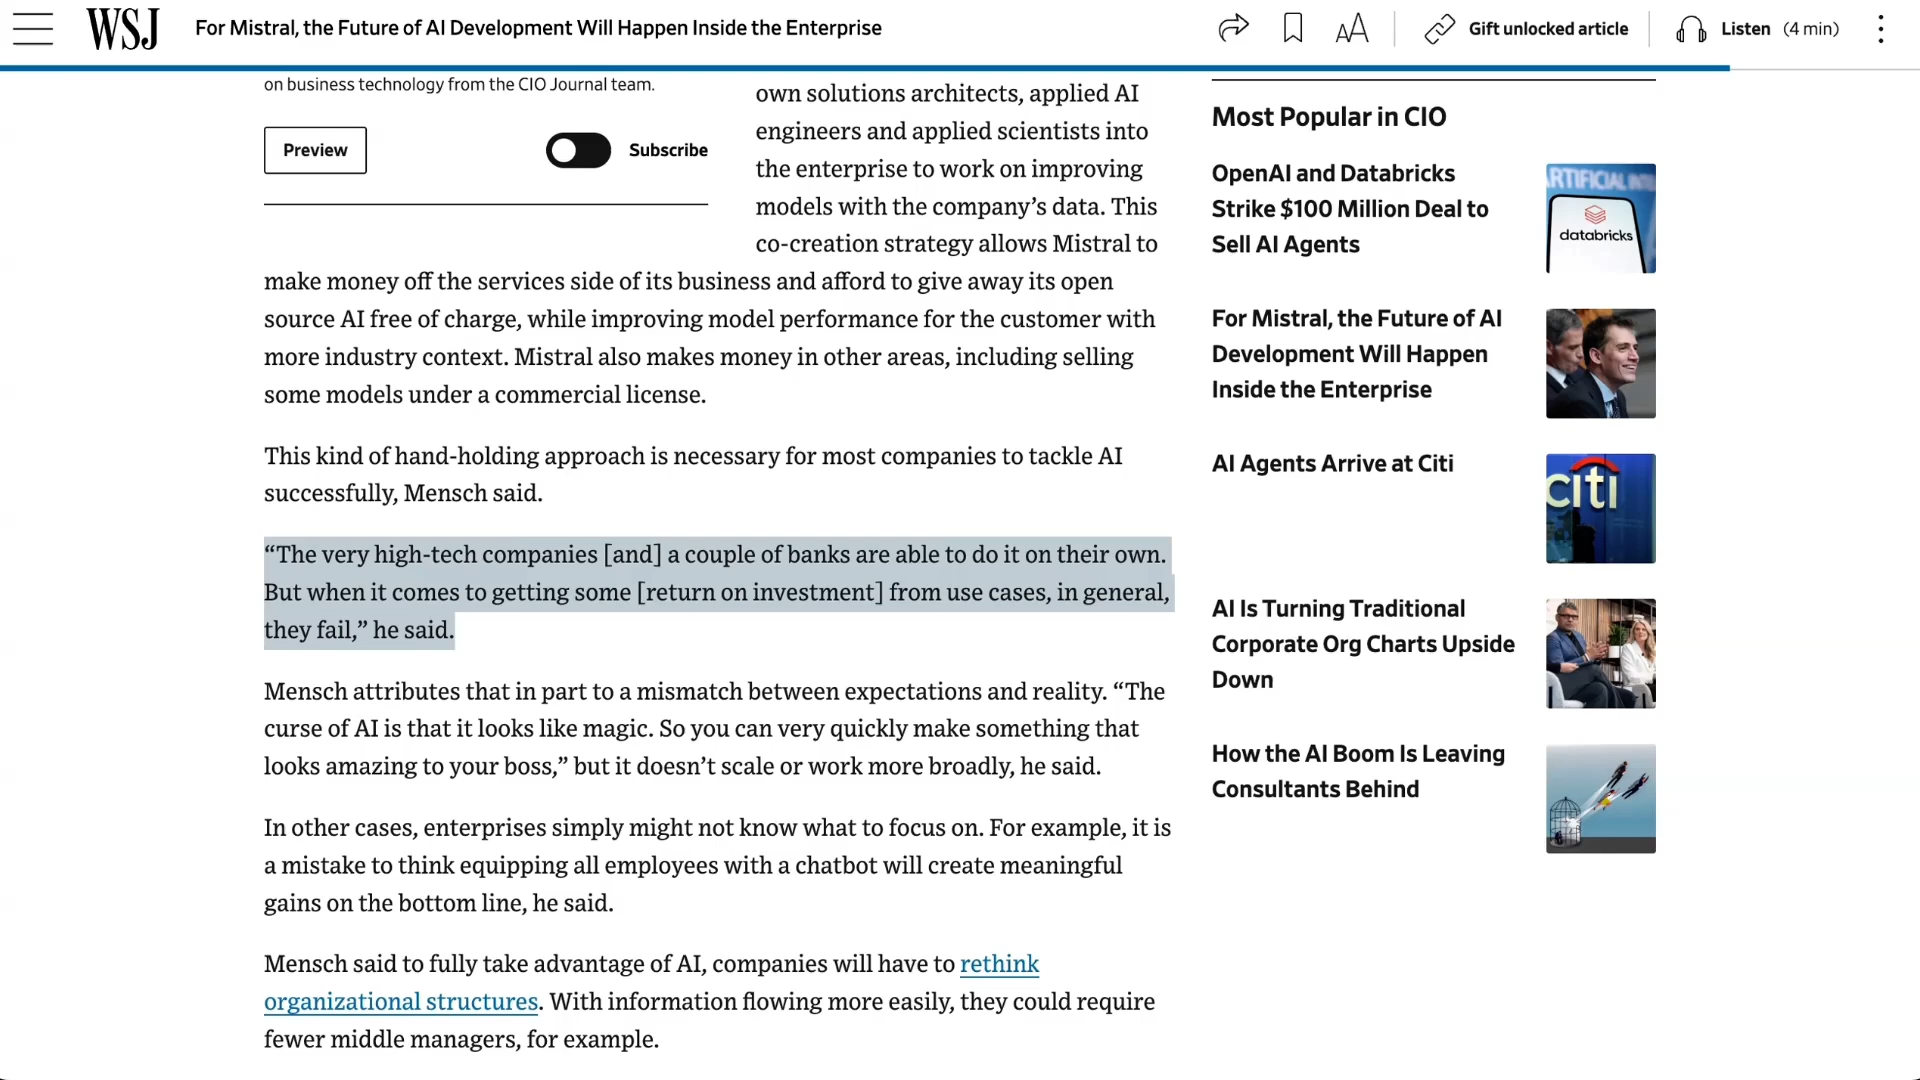 WSJ
For Mistral, the Future of AI Development Will Happen Inside the Enterprise
AA
Gift unlocked article
Listen (4 min)
on business technology from the CIO Journal team.
Preview
Subscribe
own solutions architects, applied AI
engineers and applied scientists into
the enterprise to work on improving
models with the company’s data. This
co-creation strategy allows Mistral to
make money off the services side of its business and afford to give away its open
source AI free of charge, while improving model performance for the customer with
more industry context. Mistral also makes money in other areas, including selling
some models under a commercial license.
This kind of hand-holding approach is necessary for most companies to tackle AI
successfully, Mensch said.
“The very high-tech companies [and] a couple of banks are able to do it on their own.
But when it comes to getting some [return on investment] from use cases, in general,
they fail,” he said.
Mensch attributes that in part to a mismatch between expectations and reality. “The
curse of AI is that it looks like magic. So you can very quickly make something that
looks amazing to your boss,” but it doesn’t scale or work more broadly, he said.
In other cases, enterprises simply might not know what to focus on. For example, it is
a mistake to think equipping all employees with a chatbot will create meaningful
gains on the bottom line, he said.
Mensch said to fully take advantage of AI, companies will have to rethink
organizational structures. With information flowing more easily, they could require
fewer middle managers, for example.
Most Popular in CIO
OpenAI and Databricks
Strike $100 Million Deal to
Sell AI Agents
ARTIFICIAL INT
databricks
For Mistral, the Future of AI
Development Will Happen
Inside the Enterprise
AI Agents Arrive at Citi
citi
AI Is Turning Traditional
Corporate Org Charts Upside
Down
How the AI Boom Is Leaving
Consultants Behind